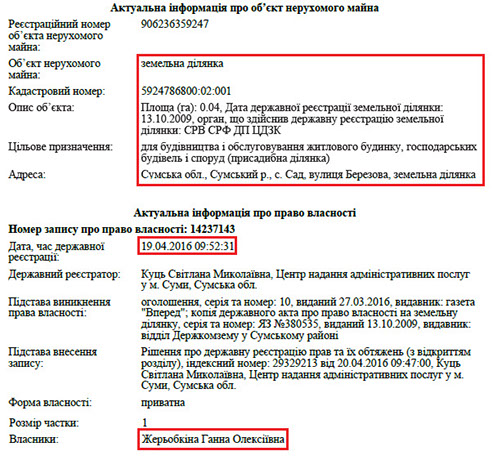 Актуальна інформація про об’єкт нерухомого майна
Реєстраційний номер об’єкта нерухомого майна: 906236359247
Об’єкт нерухомого майна: земельна ділянка
Кадастровий номер: 5924786800:02:001
Опис об’єкта: Площа (га): 0.04, Дата державної реєстрації земельної ділянки:
13.10.2009, орган, що здійснив державну реєстрацію земельної
ділянки: СРВ СРФ ДП ЦДЗК
Цільове призначення: для будівництва і обслуговування житлового будинку, господарських
будівель і споруд (присадибна ділянка)
Адреса: Сумська обл., Сумський р., с. Сад, вулиця Березова, земельна ділянка
Актуальна інформація про право власності
Номер запису про право власності: 14237143
Дата, час державної реєстрації: 19.04.2016 09:52:31
Державний реєстратор: Куць Світлана Миколаївна, Центр надання адміністративних послуг
у м. Суми, Сумська обл.
Підстава виникнення права власності: оголошення, серія та номер: 10, виданий 27.03.2016, видавник: газета
"Вперед"; копія державного акта про право власності на земельну
ділянку, серія та номер: ЯЗ №380535, виданий 13.10.2009, видавник:
відділ Держкомзему у Сумському районі
Підстава внесення запису: Рішення про державну реєстрацію прав та їх обтяжень (з відкриттям
розділу), індексний номер: 29329213 від 20.04.2016 09:47:00, Куць
Світлана Миколаївна, Центр надання адміністративних послуг у м.
Суми, Сумська обл.
Форма власності: приватна
Розмір частки: 1
Власники: Жерьобкіна Ганна Олексіївна